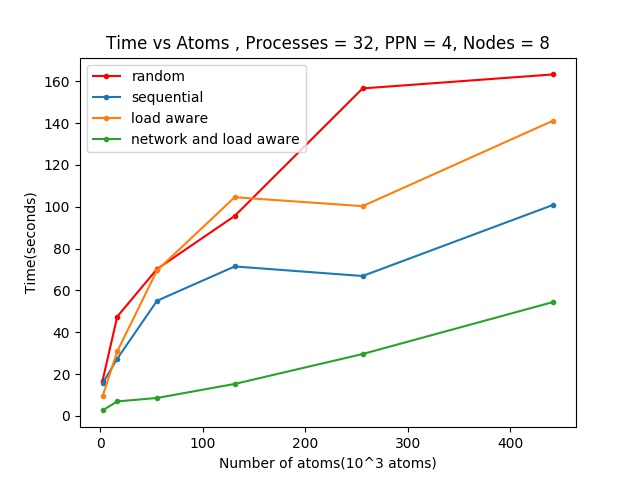 Time vs Atoms , Processes = 32, PPN = 4, Nodes = 8
random
sequential
load aware
network and load aware
Time(seconds)
160
140
120
100
80
60
40
20
0
0 100 200 300 400
Number of atoms(10^3 atoms)